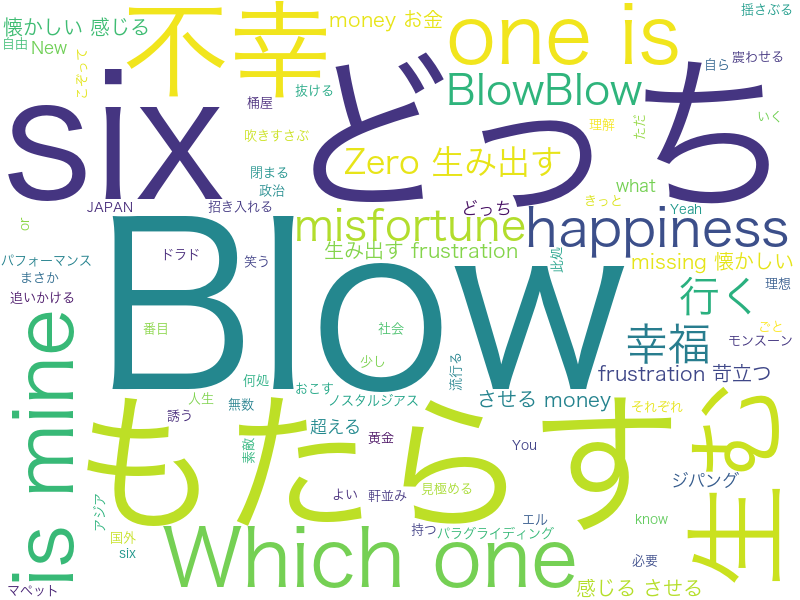 懐かしい 感じる
不幸
money お金
one is
揺さぶる
自由
New
こぞって
six
どっち
BlowBlow
自ら
震わせる
抜ける
桶屋
吹きすさぶ
理解
ただ
いく
Zero 生み出す
閉まる
政治
what
きっと
JAPAN
招き入れる
どっち
Yeah
or
misfortune
happiness
Blow
ドラド
笑う
生み出す frustration
此処
missing 懐かしい
パフォーマンス
まさか
追いかける
理想
行く
is mine
番目
社会
幸福
ごと
モンスーン
少し
流行る
frustration 苛立つ
何処
おこす
人生
無数
ノスタルジアス
させる money
それぞれ
生む
もたらす
誘う
超える
黄金
素敵
You
見極める
ジパング
よい
軒並み
アジア
エル
know
国外
six
持つ
パラグライディング
Which one
必要
マペット
感じる させる